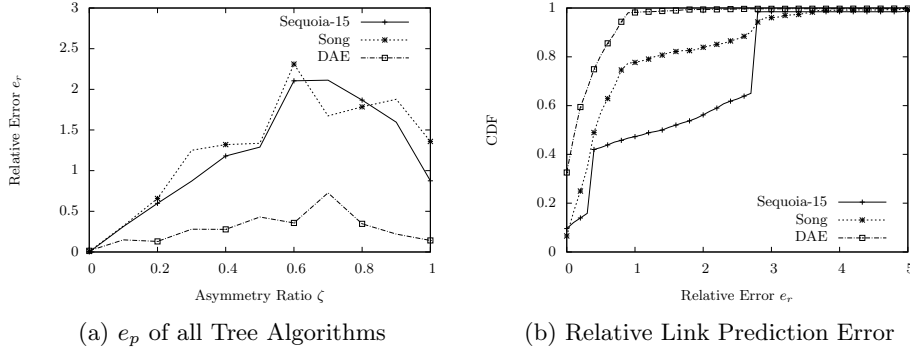 Relative Error e_r
3
2.5
2
1.5
1
0.5
0
Sequoia-15
Song
DAE
0 0.2 0.4 0.6 0.8 1
Asymmetry Ratio ζ
(a) e_p of all Tree Algorithms
CDF
1
0.8
0.6
0.4
0.2
0
Sequoia-15
Song
DAE
0 1 2 3 4 5
Relative Error e_r
(b) Relative Link Prediction Error